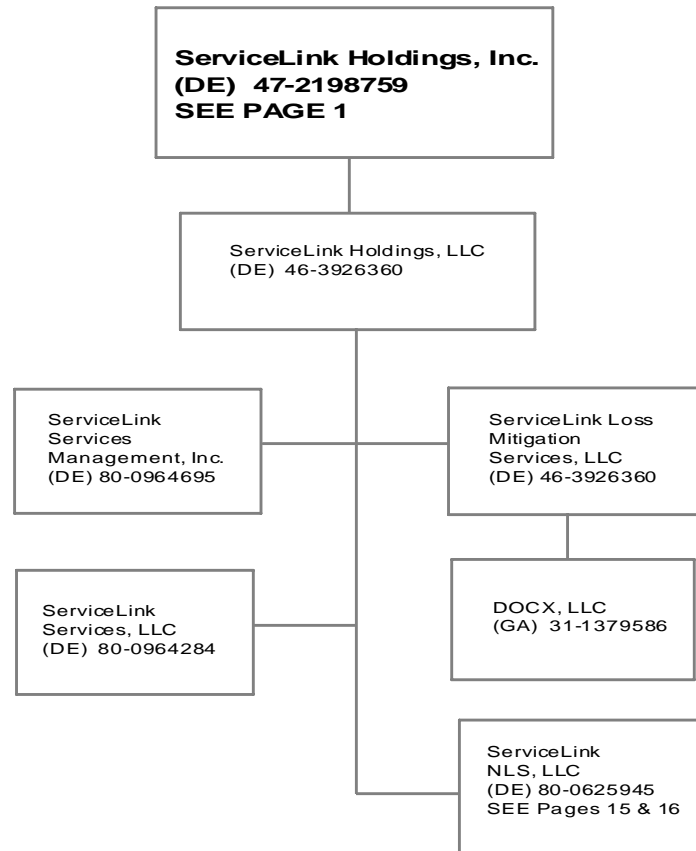 ServiceLink Holdings, Inc.
(DE) 47-2198759
SEE PAGE 1
ServiceLink Holdings, LLC
(DE) 46-3926360
ServiceLink
Services
Management, Inc.
(DE) 80-0964695
ServiceLink Loss
Mitigation
Services, LLC
(DE) 46-3926360
ServiceLink
Services, LLC
(DE) 80-0964284
DOCX, LLC
(GA) 31-1379586
ServiceLink
NLS, LLC
(DE) 80-0625945
SEE Pages 15 & 16